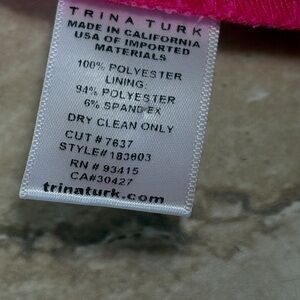 TRINA TURK
MADE IN CALIFORNIA
USA OF IMPORTED
MATERIALS
100% POLYESTER
LINING:
94% POLYESTER
6% SPANDEX
DRY CLEAN ONLY
CUT # 7637
STYLE# 183603
RN # 93415
CA#30427
trinaturk.com